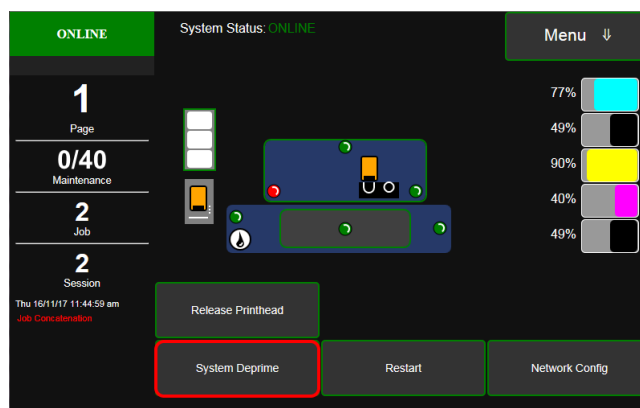 ONLINE
System Status: ONLINE
Menu ⇓
1
Page
0/40
Maintenance
2
Job
2
Session
Thu 16/11/17 11:44:59 am
Job Concatenation
77%
49%
90%
40%
49%
Release Printhead
System Deprime
Restart
Network Config